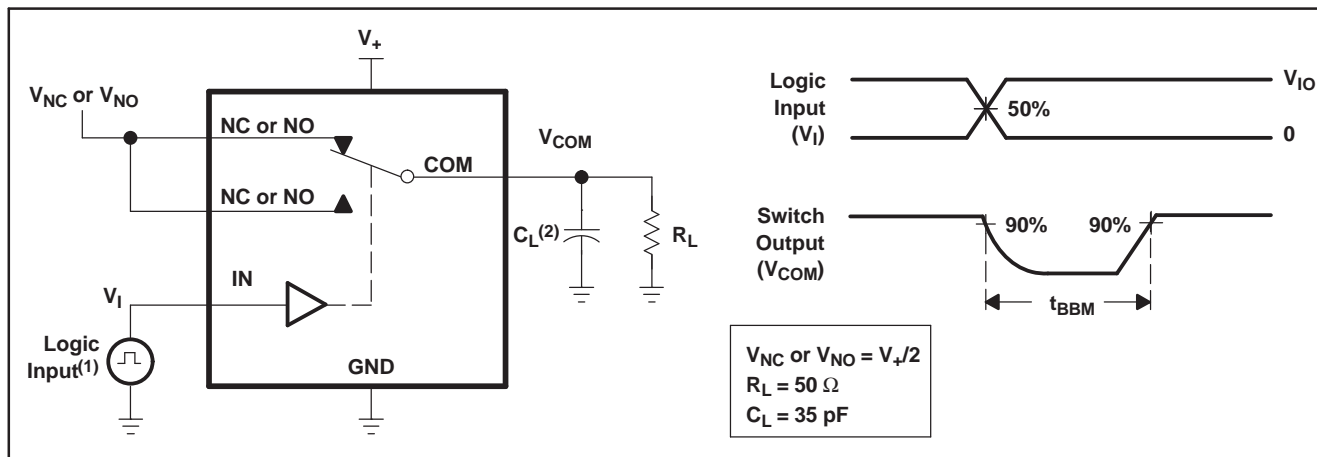 V+
VNC or VNO
NC or NO
NC or NO
COM
VCOM
CL(2)
RL
IN
VI
Logic
Input(1)
GND
Logic
Input
(VI)
50%
VIO
0
Switch
Output
(VCOM)
90%
90%
tBBM
VNC or VNO = V+/2
RL = 50 Ω
CL = 35 pF